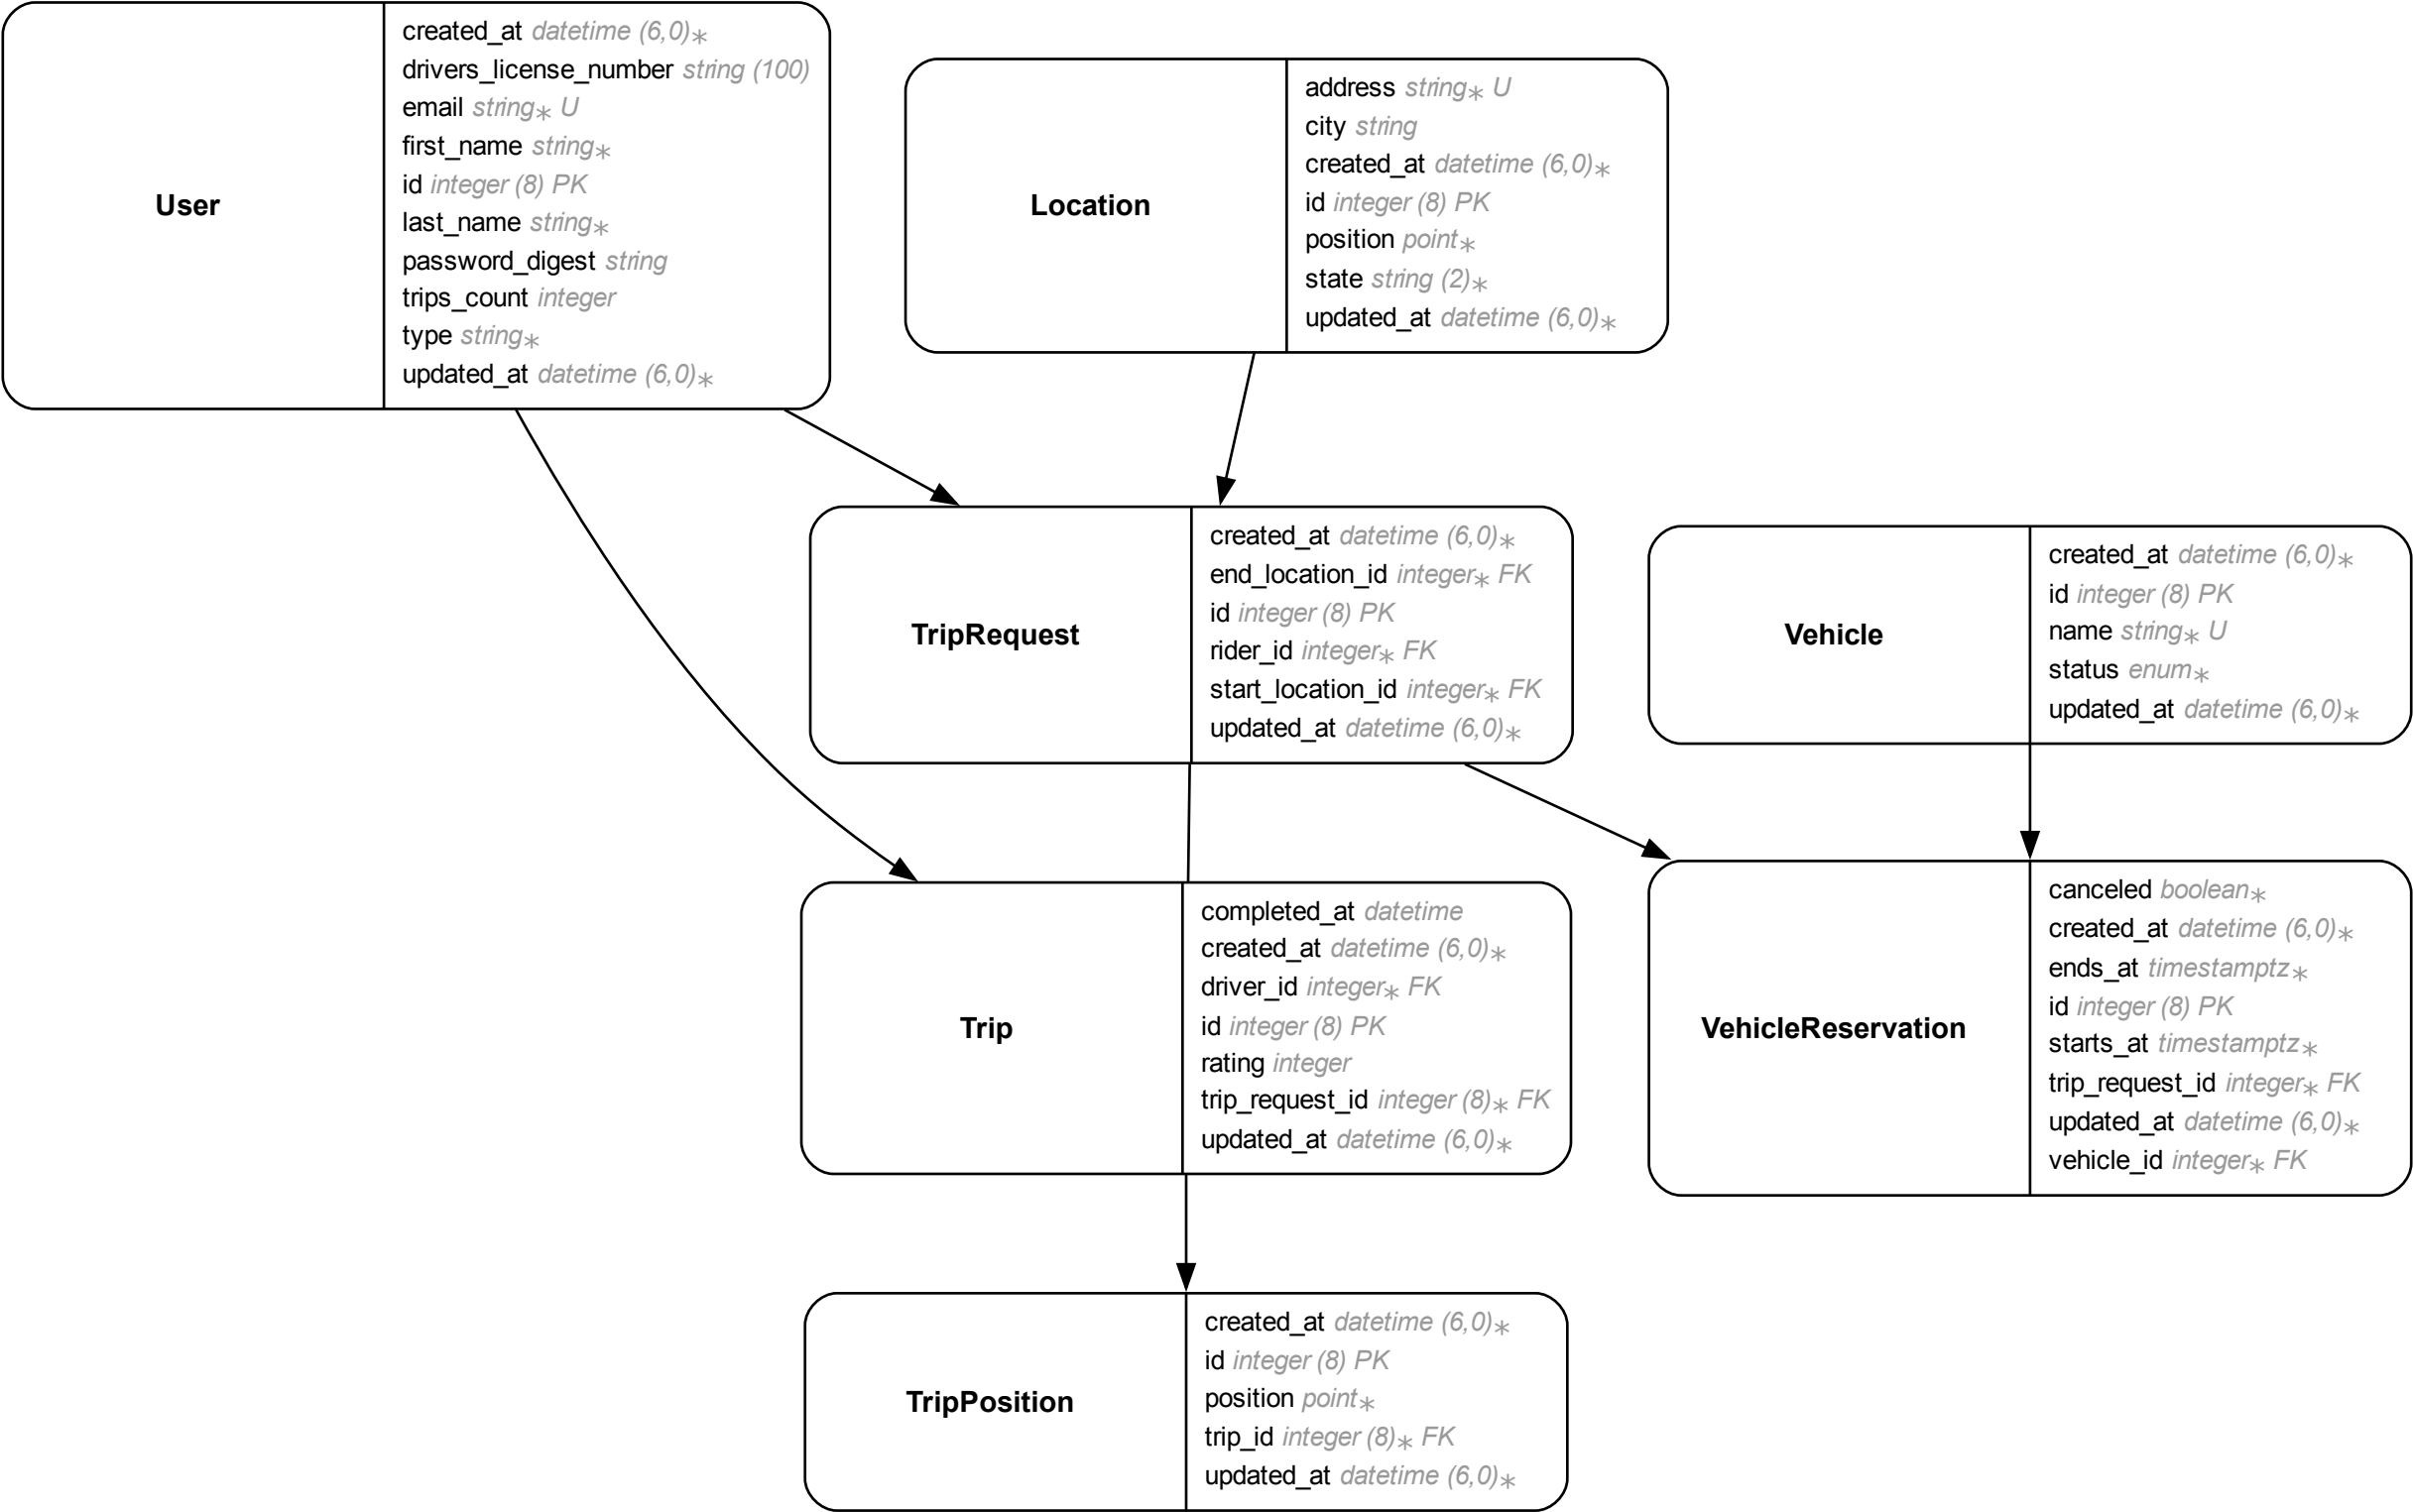 User
created_at datetime (6,0)∗
drivers_license_number string (100)
email string∗ U
first_name string∗
id integer (8) PK
last_name string∗
password_digest string
trips_count integer
type string∗
updated_at datetime (6,0)∗
Location
address string∗ U
city string
created_at datetime (6,0)∗
id integer (8) PK
position point∗
state string (2)∗
updated_at datetime (6,0)∗
TripRequest
created_at datetime (6,0)∗
end_location_id integer∗ FK
id integer (8) PK
rider_id integer∗ FK
start_location_id integer∗ FK
updated_at datetime (6,0)∗
Vehicle
created_at datetime (6,0)∗
id integer (8) PK
name string∗ U
status enum∗
updated_at datetime (6,0)∗
Trip
completed_at datetime
created_at datetime (6,0)∗
driver_id integer∗ FK
id integer (8) PK
rating integer
trip_request_id integer (8)∗ FK
updated_at datetime (6,0)∗
VehicleReservation
canceled boolean∗
created_at datetime (6,0)∗
ends_at timestamptz∗
id integer (8) PK
starts_at timestamptz∗
trip_request_id integer∗ FK
updated_at datetime (6,0)∗
vehicle_id integer∗ FK
TripPosition
created_at datetime (6,0)∗
id integer (8) PK
position point∗
trip_id integer (8)∗ FK
updated_at datetime (6,0)∗